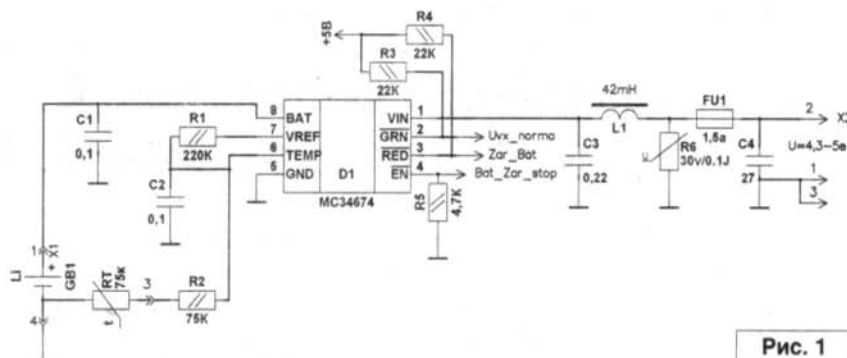 R4
+5В
22K
R3
22K
42mH
C1
0,1
R1
220K
8 BAT VIN 1
7 VREF GRN 2
6 TEMP RED 3
5 GND EN 4
D1
MC34674
Uvx_norma
Zar_Bat
Bat_Zar_stop
L1
FU1
1,5a
2
X2
C3
0,22
R6
30v/0.1J
u
C4
27
U=4,3-5в
1
3
C2
0,1
R5
4,7K
1
X1
+
Li
GB1
RT
75к
t
3
R2
75K
4
Рис. 1